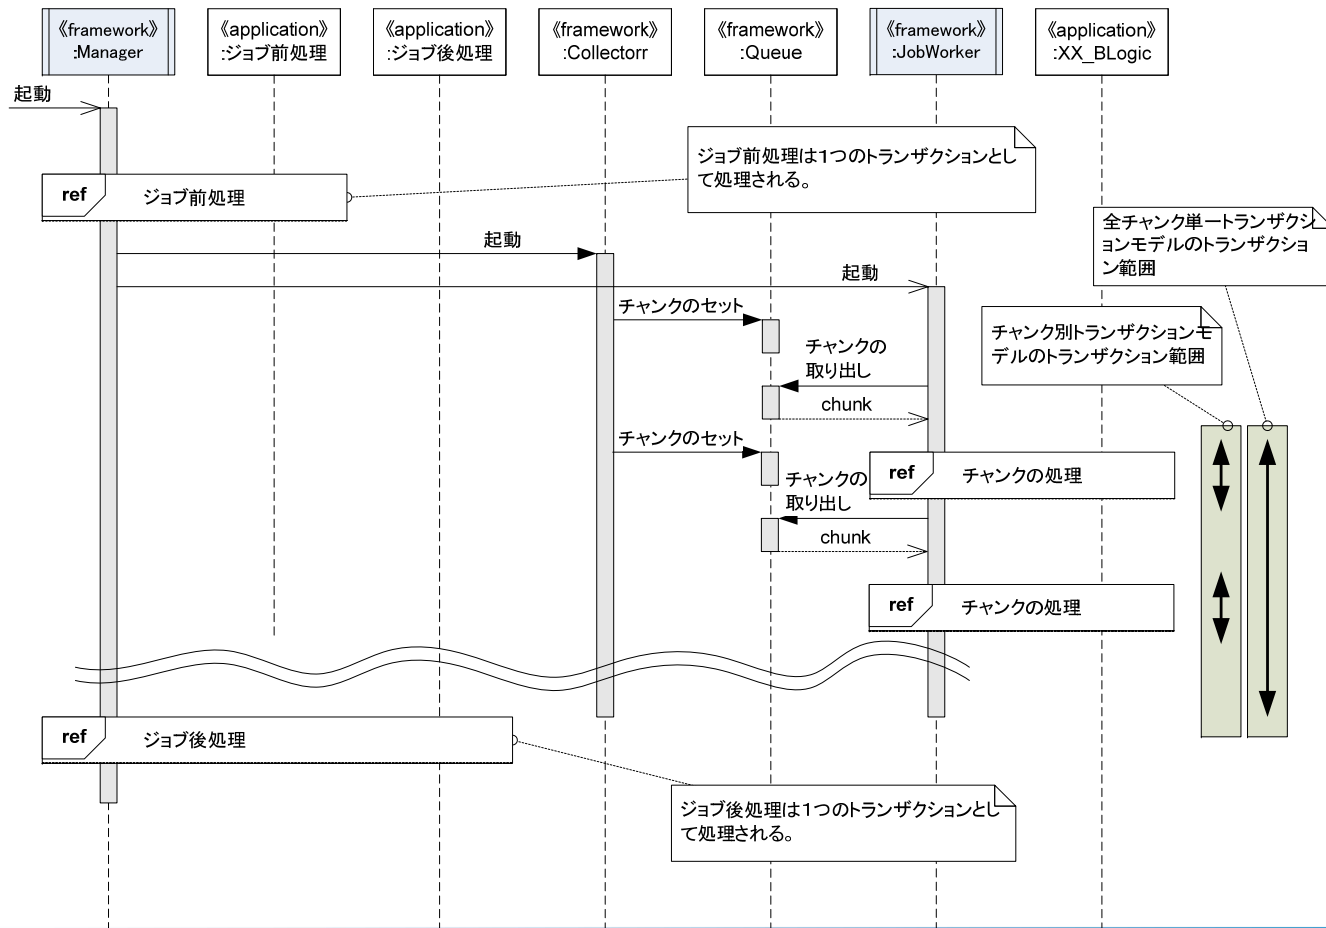 《framework》
:Manager
《application》
:ジョブ前処理
《application》
:ジョブ後処理
《framework》
:Collectorr
《framework》
:Queue
《framework》
:JobWorker
《application》
:XX_BLogic
起動
ジョブ前処理は1つのトランザクションとし
て処理される。
ref
ジョブ前処理
全チャンク単一トランザクシ
ョンモデルのトランザクショ
ン範囲
起動
起動
チャンクのセット
チャンク別トランザクションモ
デルのトランザクション範囲
チャンクの
取り出し
chunk
チャンクのセット
ref
チャンクの処理
チャンクの
取り出し
chunk
ref
チャンクの処理
ref
ジョブ後処理
ジョブ後処理は1つのトランザクションとし
て処理される。